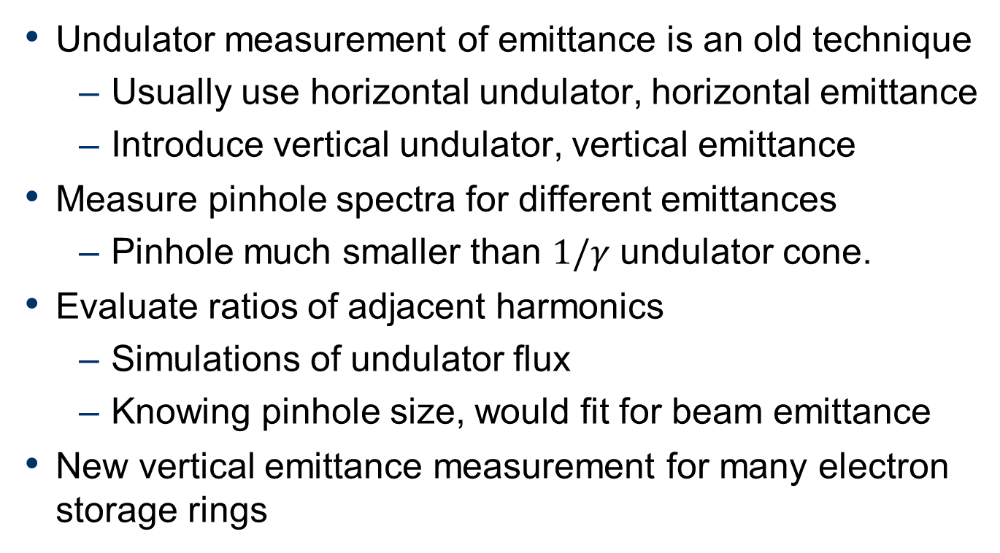 • Undulator measurement of emittance is an old technique
– Usually use horizontal undulator, horizontal emittance
– Introduce vertical undulator, vertical emittance
• Measure pinhole spectra for different emittances
– Pinhole much smaller than 1/γ undulator cone.
• Evaluate ratios of adjacent harmonics
– Simulations of undulator flux
– Knowing pinhole size, would fit for beam emittance
• New vertical emittance measurement for many electron
storage rings